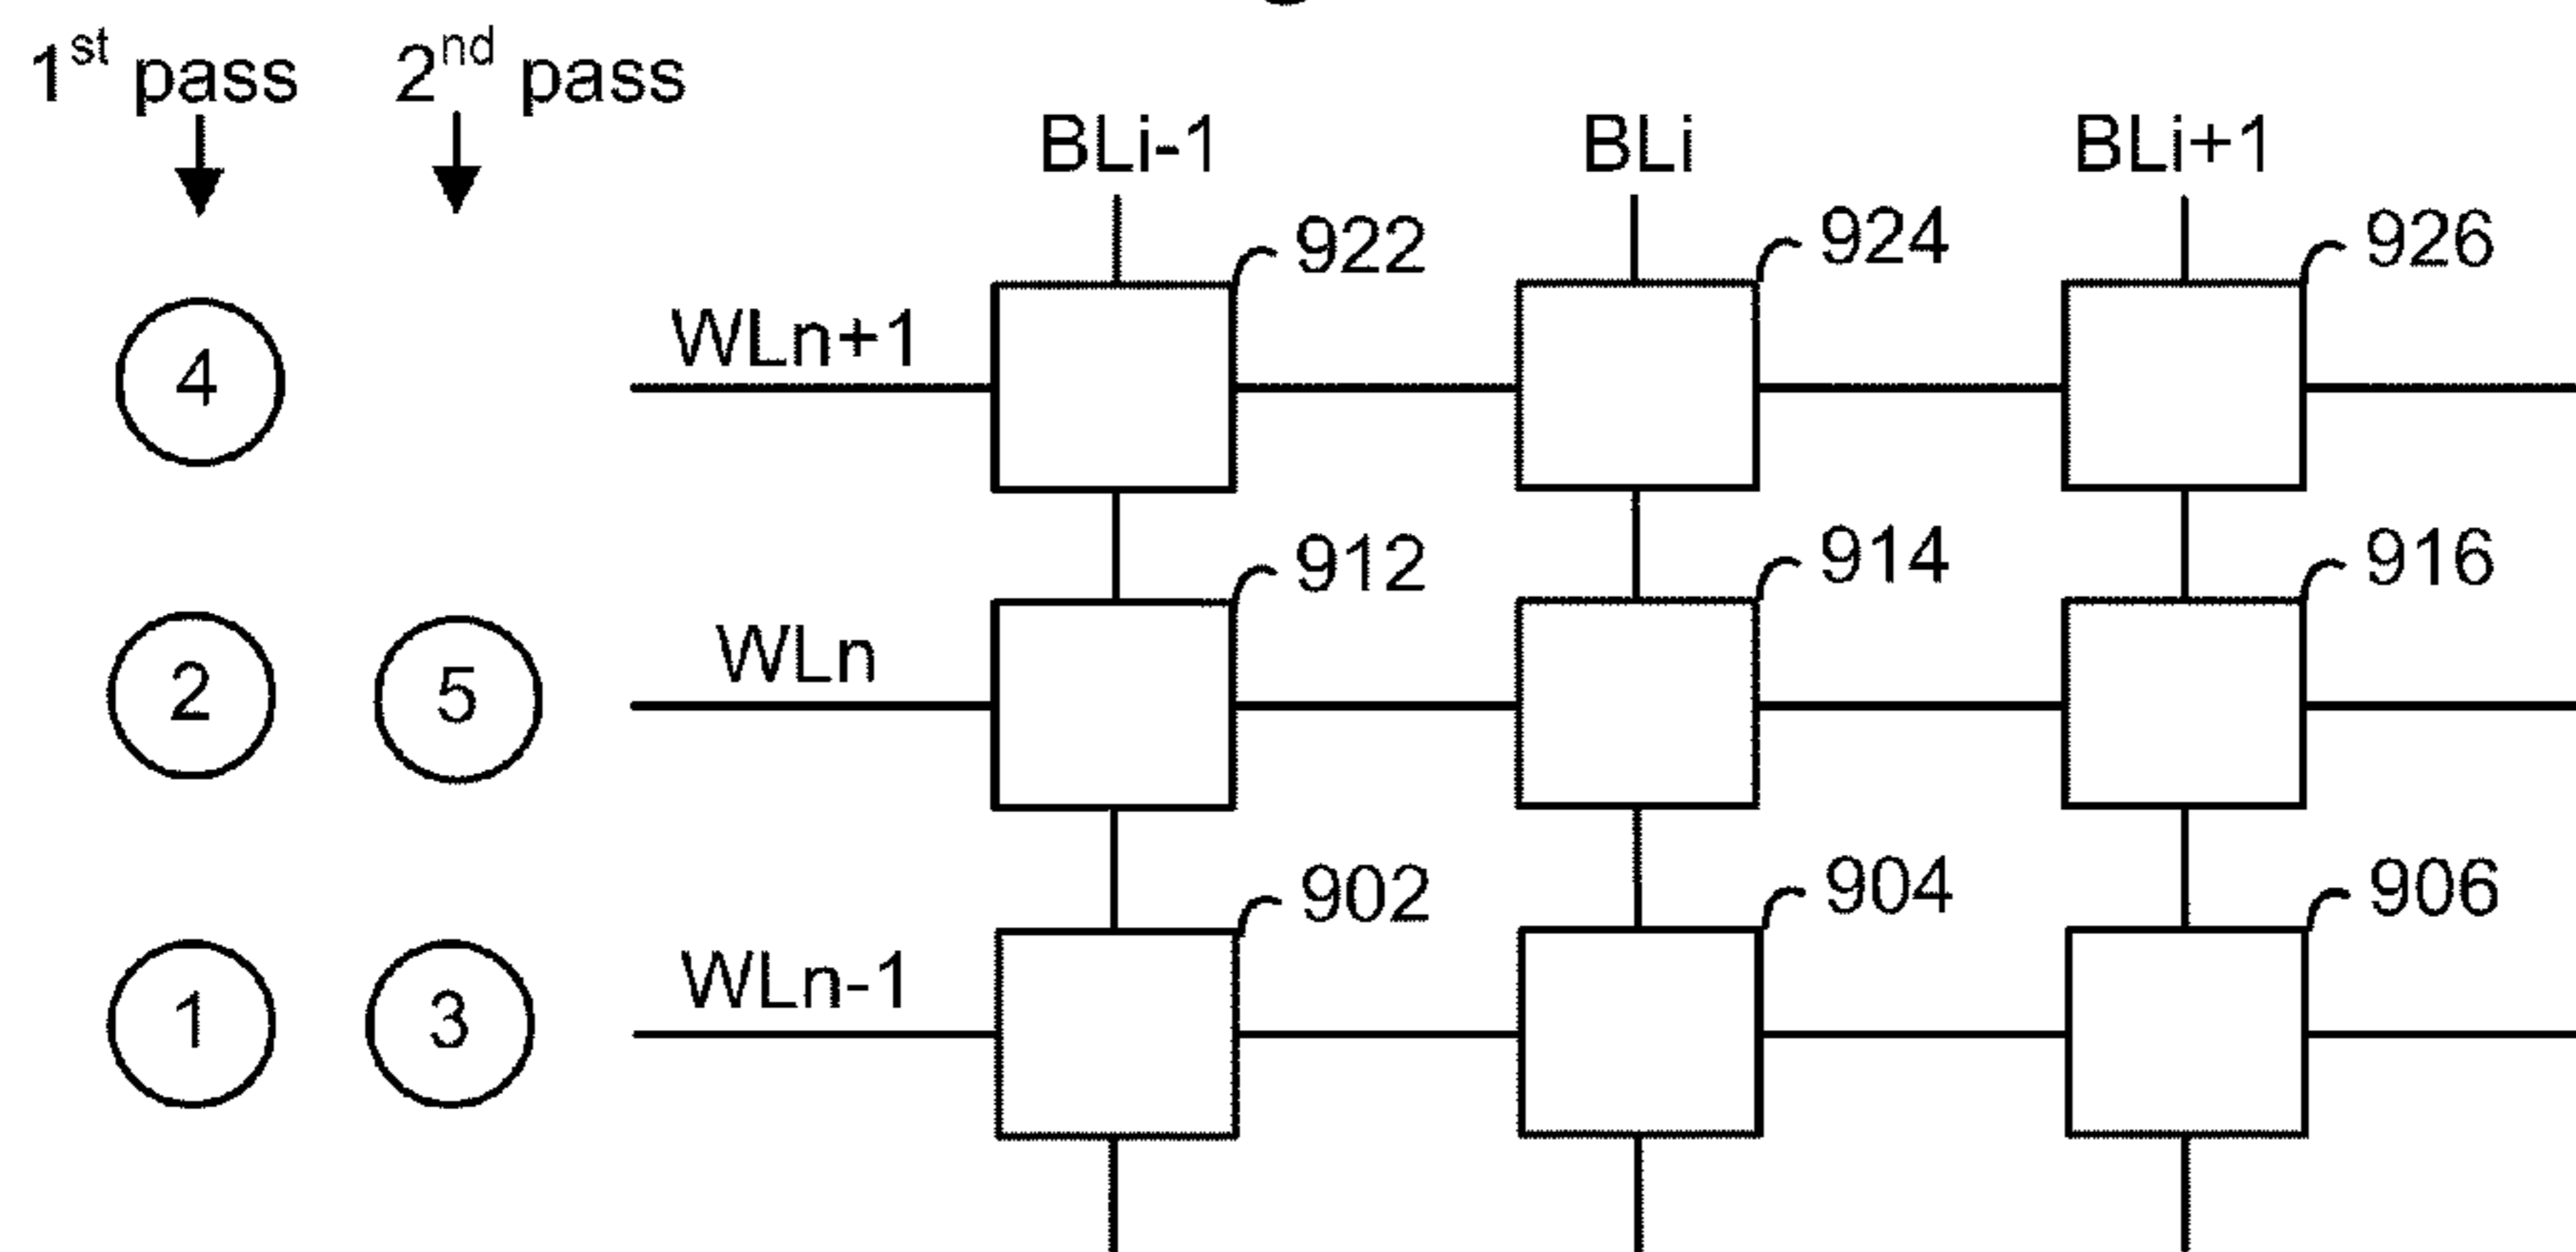 1st pass 2nd pass
BLi-1 BLi BLi+1
922 924 926
4 WLn+1
912 914 916
2 5 WLn
902 904 906
1 3 WLn-1